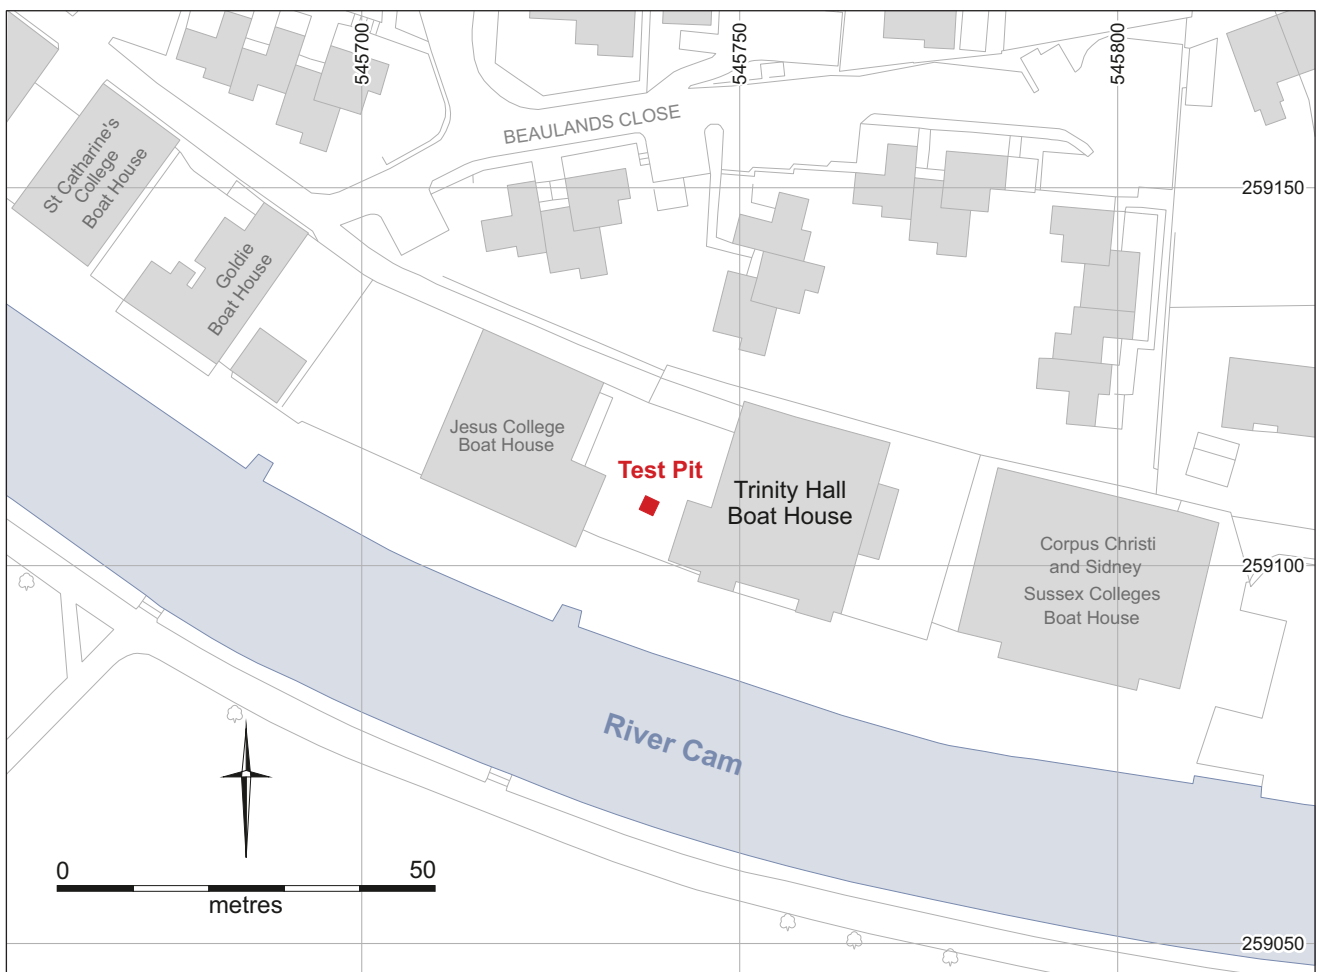 545700
545750
545800
BEAULANDS CLOSE
St Catharine's
College
Boat House
259150
Goldie
Boat House
Jesus College
Boat House
Test Pit
Trinity Hall
Boat House
Corpus Christi
and Sidney
Sussex Colleges
Boat House
259100
River Cam
0 50
metres
259050